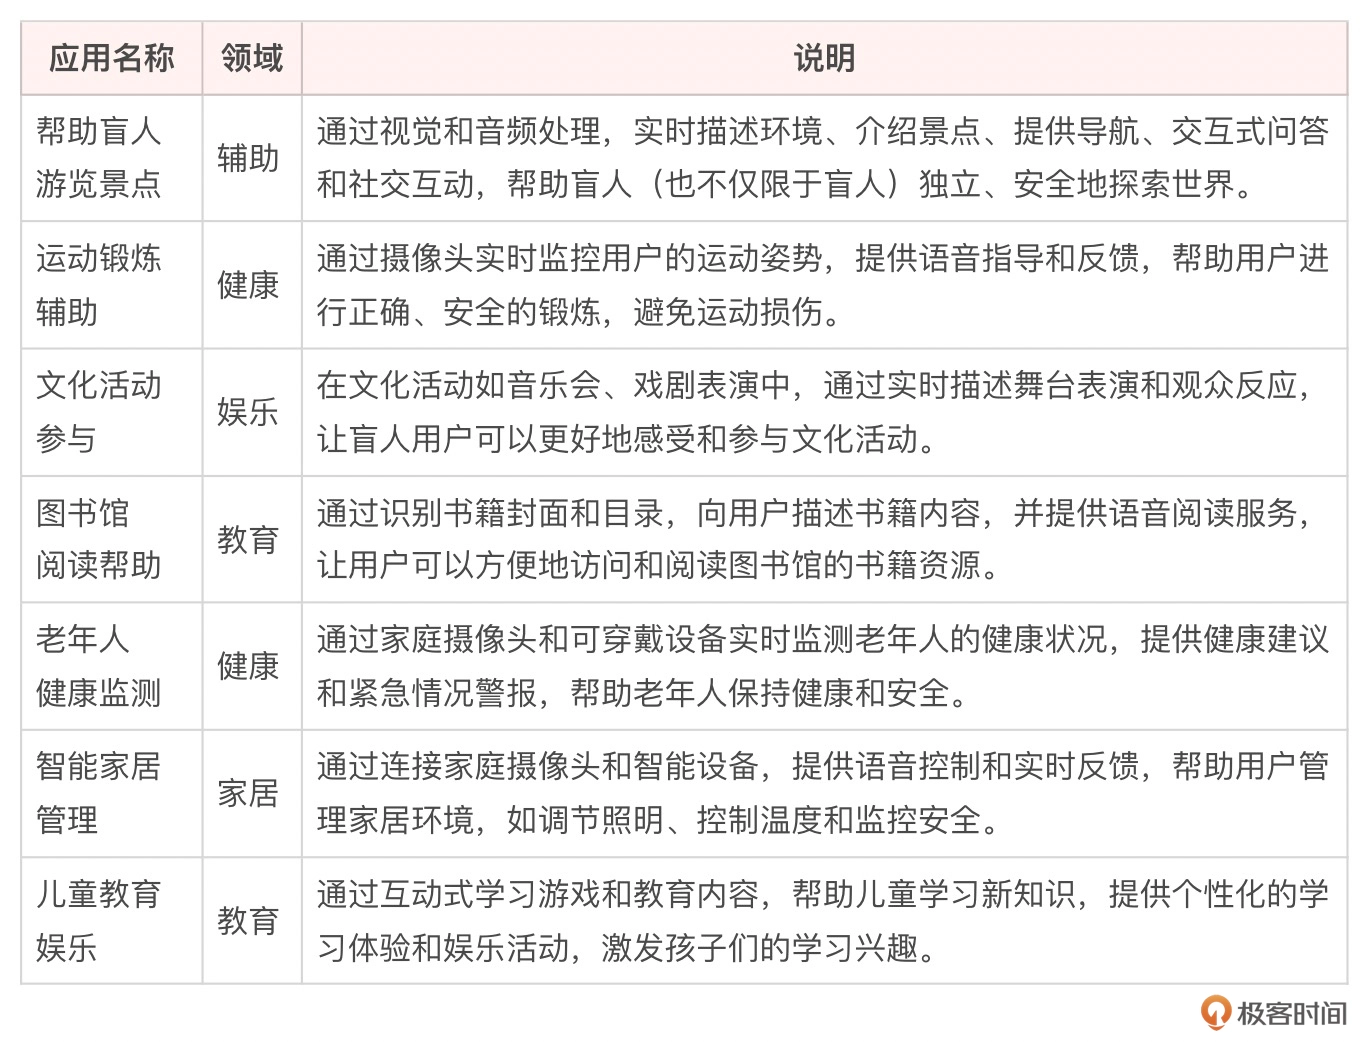 应用名称 领域 说明
帮助盲人
游览景点
辅助
通过视觉和音频处理，实时描述环境、介绍景点、提供导航、交互式问答
和社交互动，帮助盲人（也不仅限于盲人）独立、安全地探索世界。
运动锻炼
辅助
健康
通过摄像头实时监控用户的运动姿势，提供语音指导和反馈，帮助用户进
行正确、安全的锻炼，避免运动损伤。
文化活动
参与
娱乐
在文化活动如音乐会、戏剧表演中，通过实时描述舞台表演和观众反应，
让盲人用户可以更好地感受和参与文化活动。
图书馆
阅读帮助
教育
通过识别书籍封面和目录，向用户描述书籍内容，并提供语音阅读服务，
让用户可以方便地访问和阅读图书馆的书籍资源。
老年人
健康监测
健康
通过家庭摄像头和可穿戴设备实时监测老年人的健康状况，提供健康建议
和紧急情况警报，帮助老年人保持健康和安全。
智能家居
管理
家居
通过连接家庭摄像头和智能设备，提供语音控制和实时反馈，帮助用户管
理家居环境，如调节照明、控制温度和监控安全。
儿童教育
娱乐
教育
通过互动式学习游戏和教育内容，帮助儿童学习新知识，提供个性化的学
习体验和娱乐活动，激发孩子们的学习兴趣。
极客时间